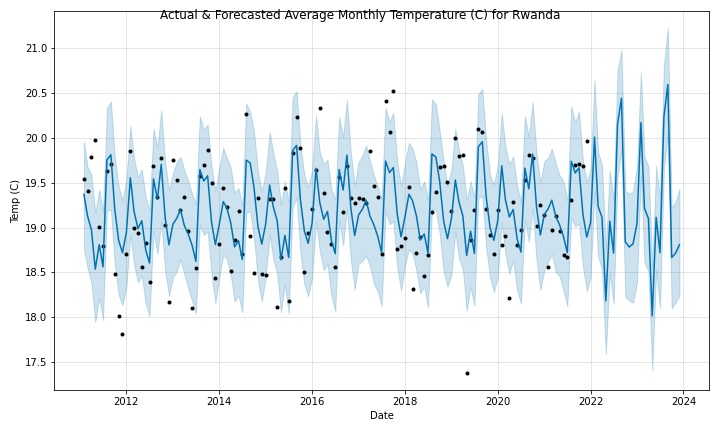 Actual & Forecasted Average Monthly Temperature (C) for Rwanda
21.0
20.5
20.0
19.5
19.0
18.5
18.0
17.5
Temp (C)
2012 2014 2016 2018 2020 2022 2024
Date